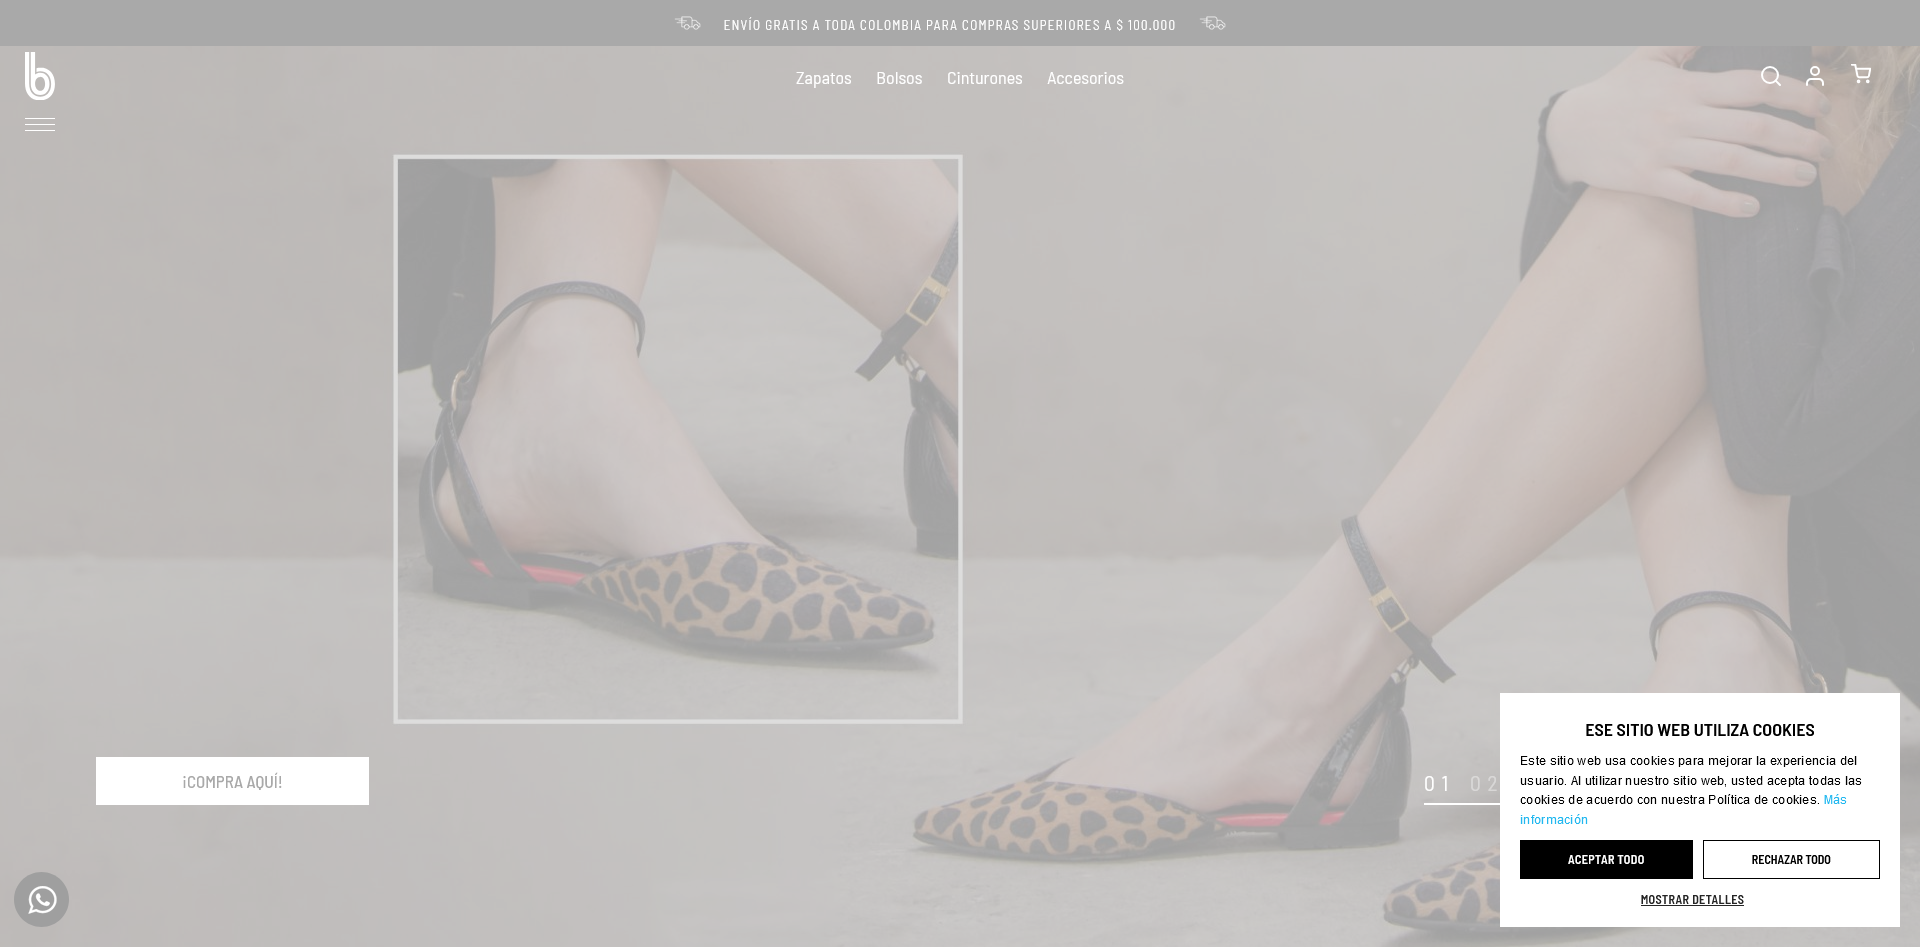 ENVÍO GRATIS A TODA COLOMBIA PARA COMPRAS SUPERIORES A $ 100.000
b
Zapatos Bolsos Cinturones Accesorios
¡COMPRA AQUÍ!
01 02
ESE SITIO WEB UTILIZA COOKIES
Este sitio web usa cookies para mejorar la experiencia del
usuario. Al utilizar nuestro sitio web, usted acepta todas las
cookies de acuerdo con nuestra Política de cookies. Más
información
ACEPTAR TODO RECHAZAR TODO
MOSTRAR DETALLES